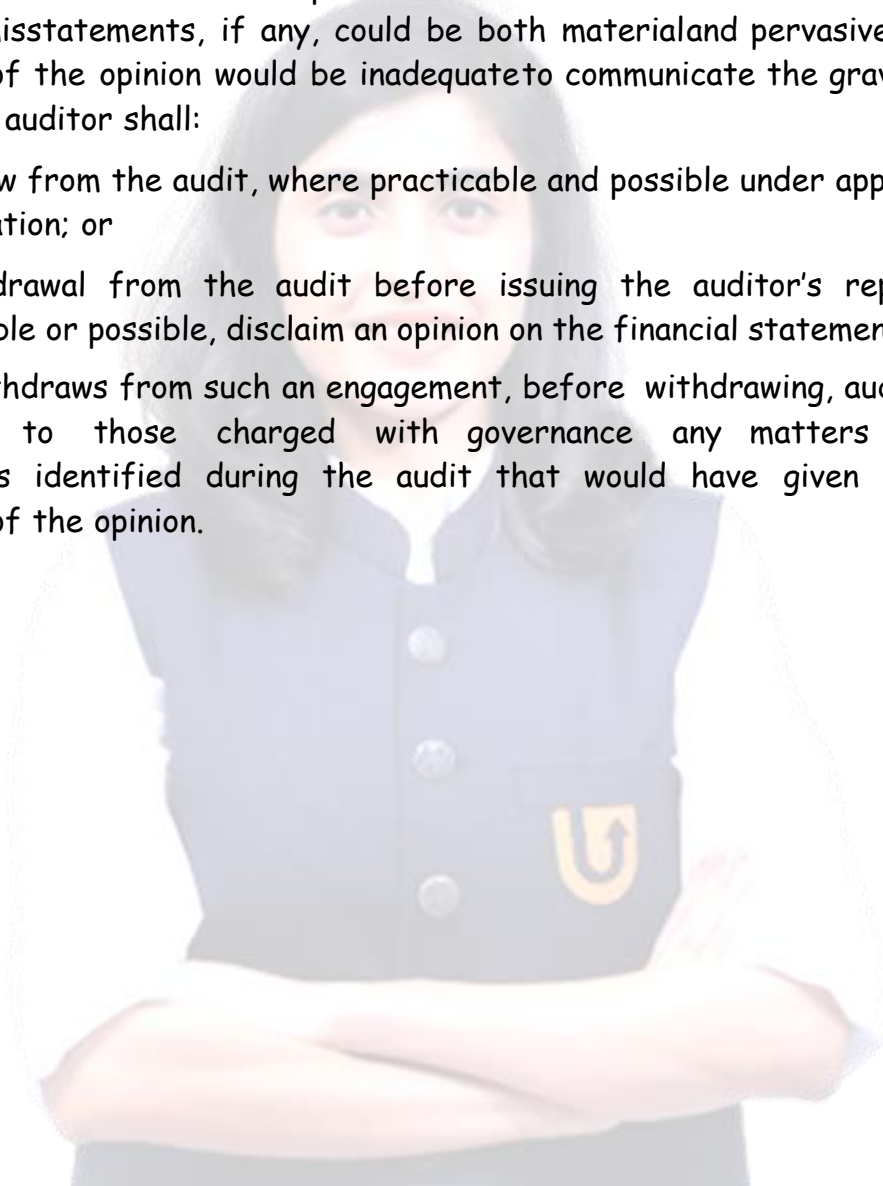 isstatements, if any, could be both materialand pervasive
of the opinion would be inadequateto communicate the grav
auditor shall:
w from the audit, where practicable and possible under app
ation; or
drawal from the audit before issuing the auditor's rep
ble or possible, disclaim an opinion on the financial statemen
thdraws from such an engagement, before withdrawing, au
to those charged with governance any matters
s identified during the audit that would have given
of the opinion.